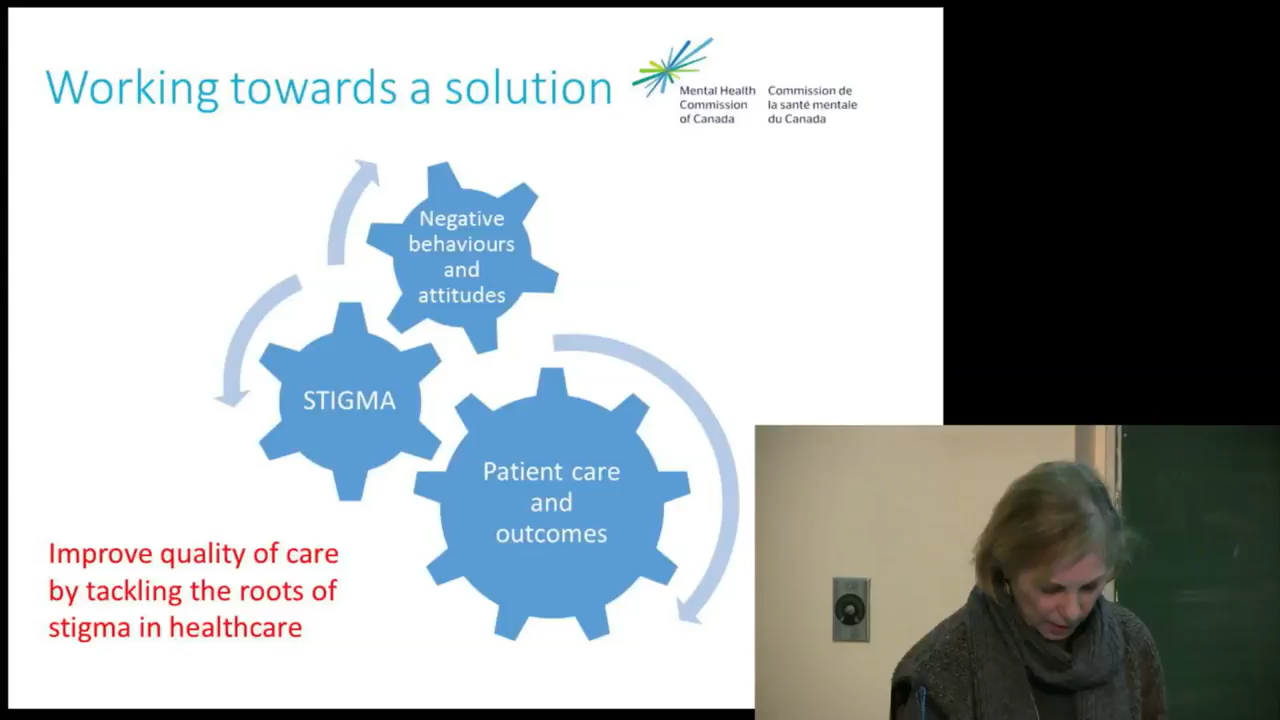 Working towards a solution
Mental Health
Commission
of Canada
Commission de
la santé mentale
du Canada
Negative
behaviours
and
attitudes
STIGMA
Patient care
and
outcomes
Improve quality of care
by tackling the roots of
stigma in healthcare